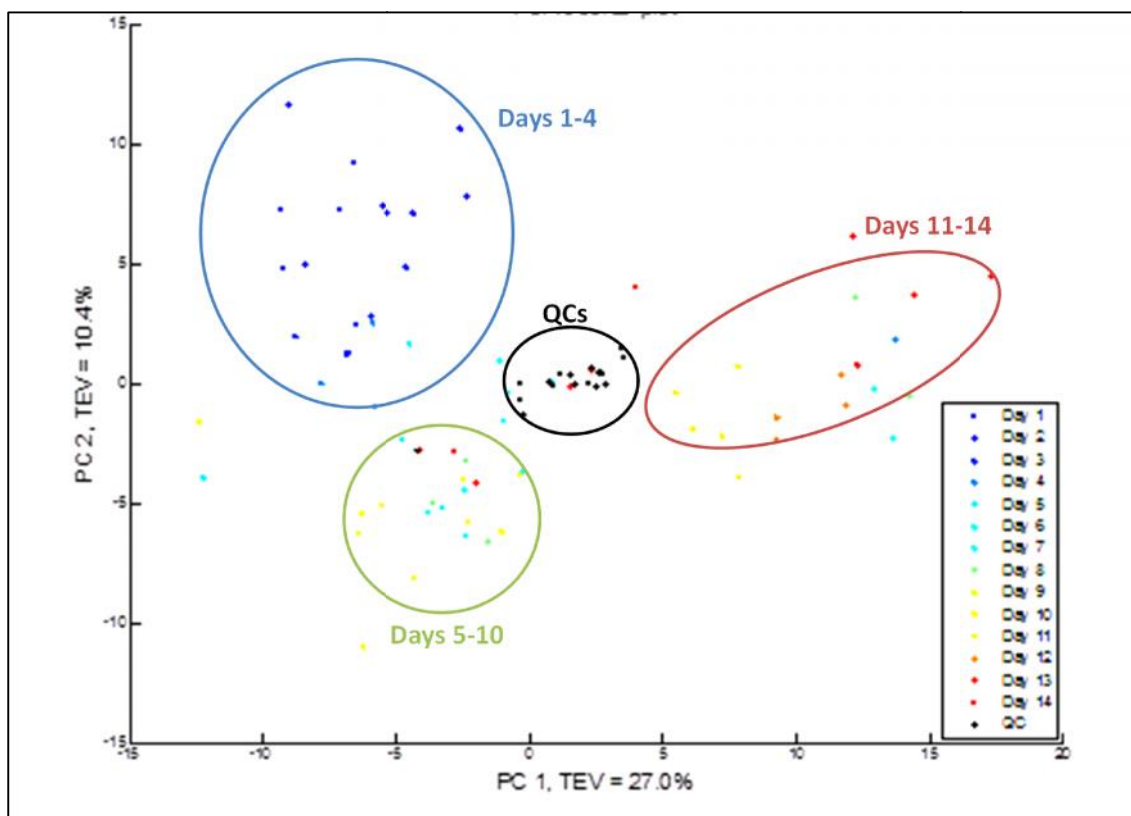 15
10
5
0
-5
-10
-15
-15
-10
-5
0
5
10
15
20
PC 2, TEV = 10.4%
PC 1, TEV = 27.0%
Days 1-4
Days 11-14
QCs
Days 5-10
Day 1
Day 2
Day 3
Day 4
Day 5
Day 6
Day 7
Day 8
Day 9
Day 10
Day 11
Day 12
Day 13
Day 14
QC